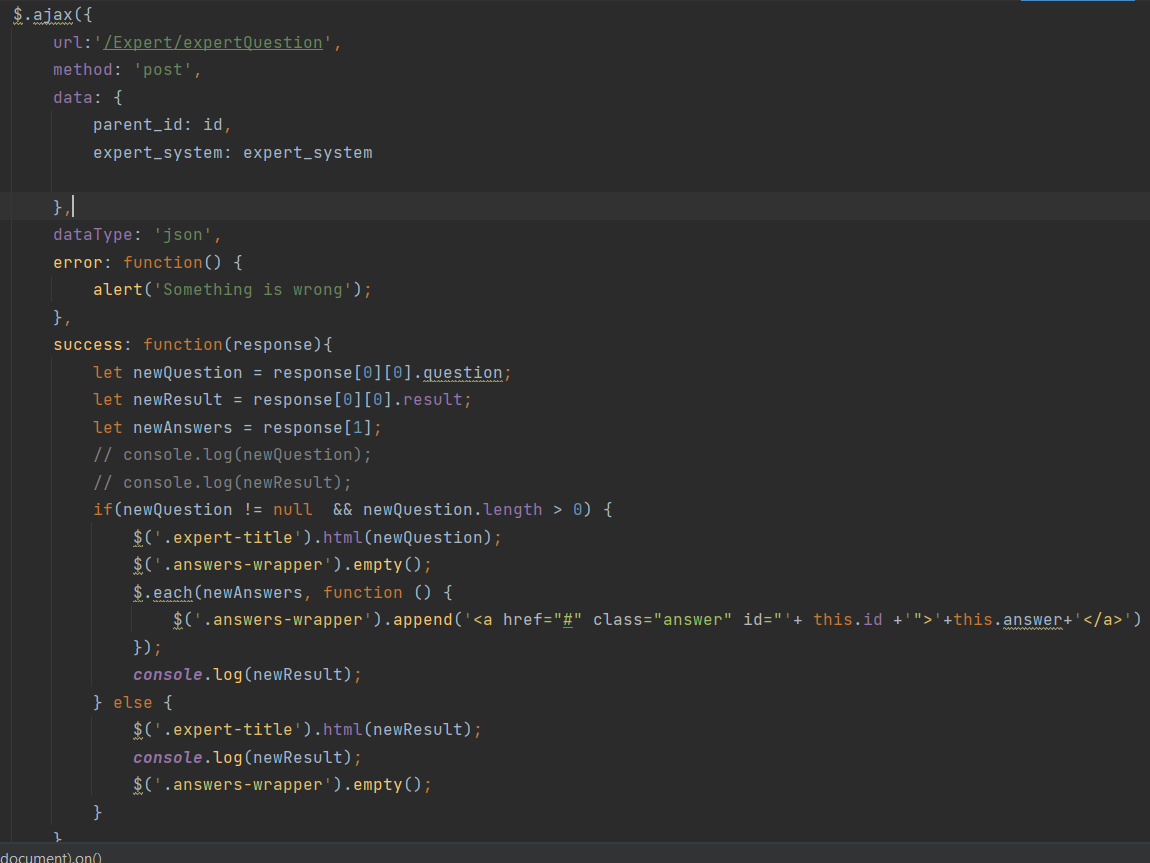 $.ajax({
    url:'/Expert/expertQuestion',
    method: 'post',
    data: {
        parent_id: id,
        expert_system: expert_system
    },
    dataType: 'json',
    error: function() {
        alert('Something is wrong');
    },
    success: function(response){
        let newQuestion = response[0][0].question;
        let newResult = response[0][0].result;
        let newAnswers = response[1];
        // console.log(newQuestion);
        // console.log(newResult);
        if(newQuestion != null  && newQuestion.length > 0) {
            $('.expert-title').html(newQuestion);
            $('.answers-wrapper').empty();
            $.each(newAnswers, function () {
                $('.answers-wrapper').append('<a href="#" class="answer" id="'+ this.id +'">'+this.answer+'</a>')
            });
            console.log(newResult);
        } else {
            $('.expert-title').html(newResult);
            console.log(newResult);
            $('.answers-wrapper').empty();
        }
    }
document).on()